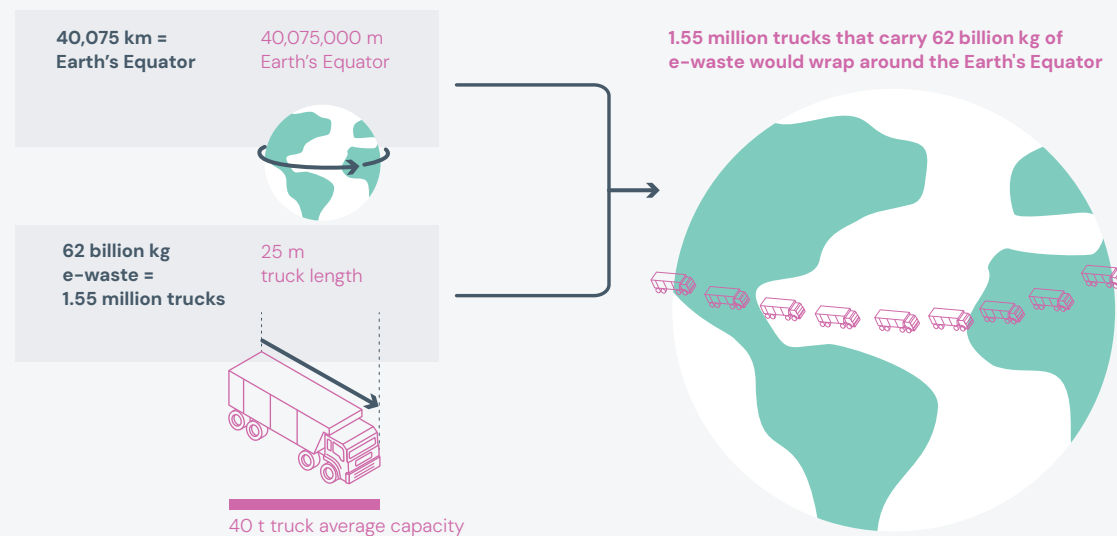 40,075 km =
Earth's Equator
40,075,000 m
Earth's Equator
62 billion kg
e-waste =
1.55 million trucks
25 m
truck length
40 t truck average capacity
1.55 million trucks that carry 62 billion kg of
e-waste would wrap around the Earth's Equator